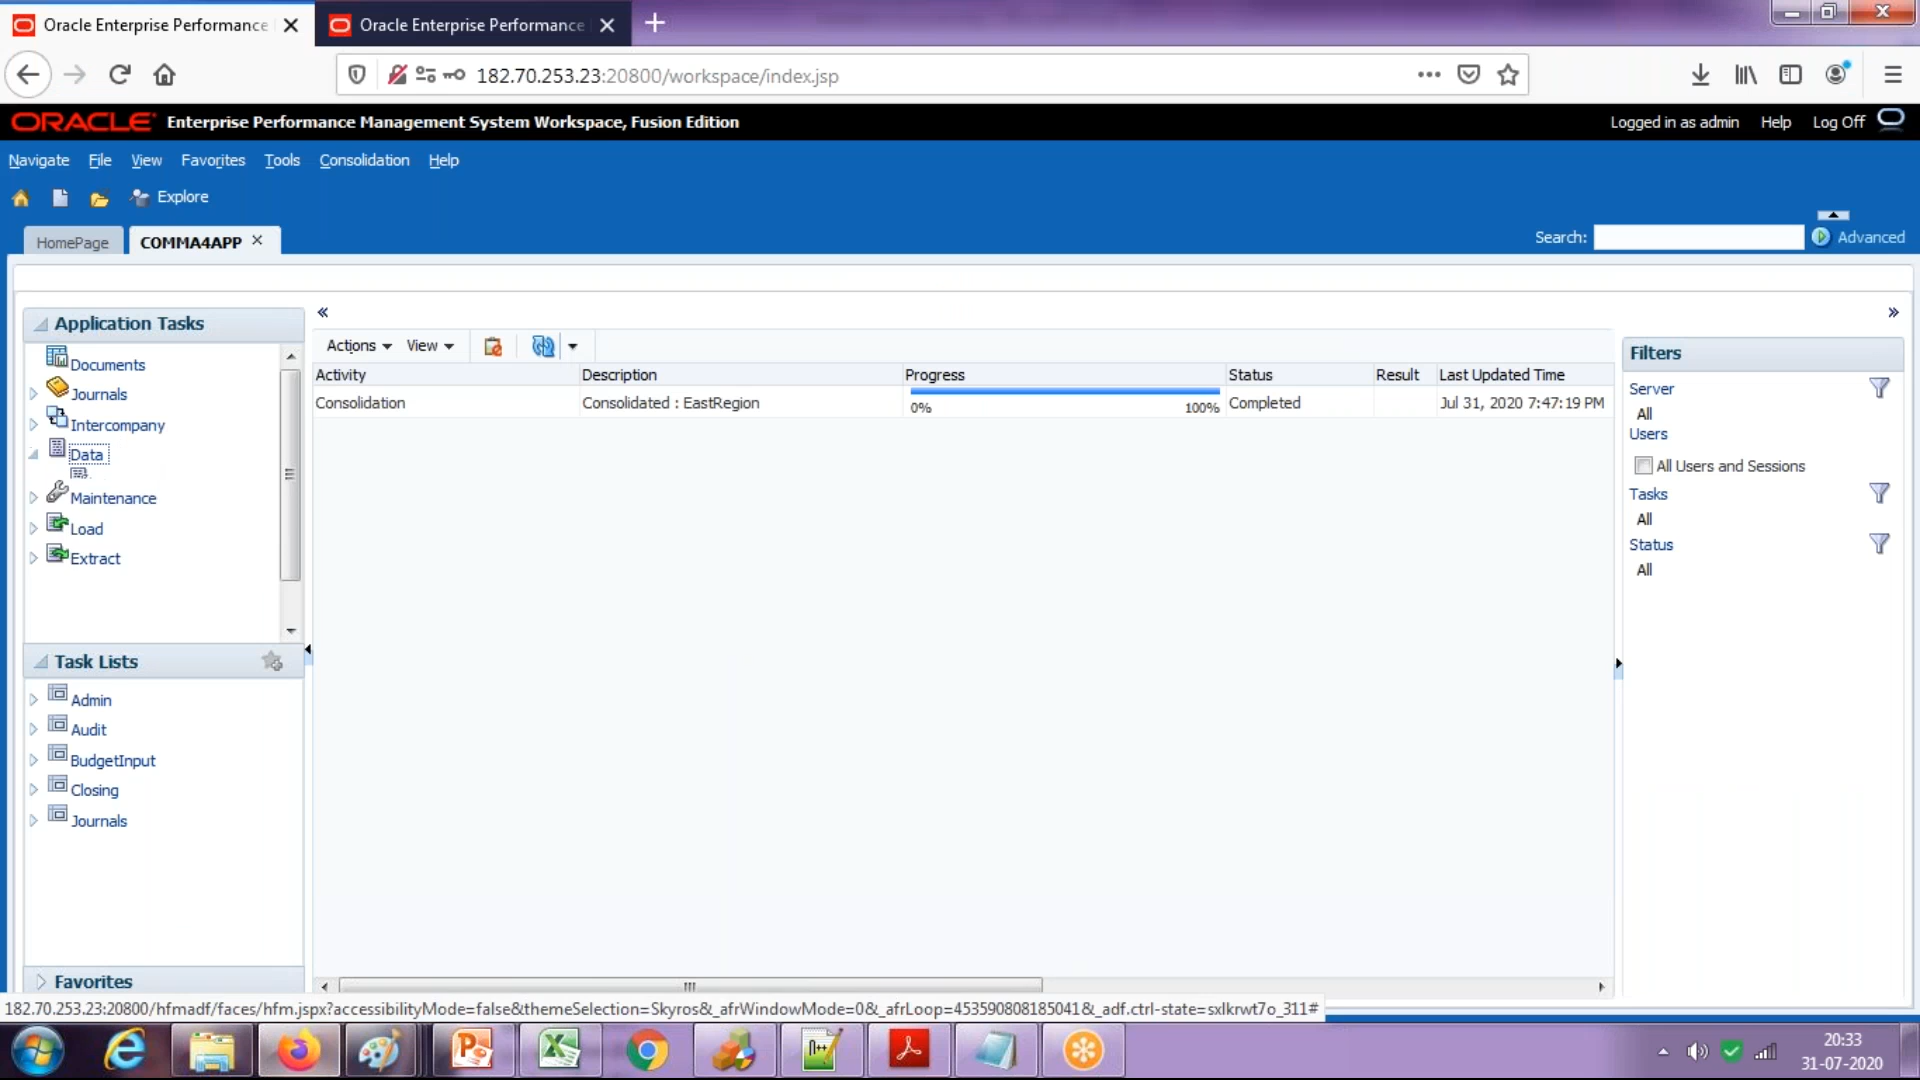 Oracle Enterprise Performance
Oracle Enterprise Performance
182.70.253.23:20800/workspace/index.jsp
ORACLE Enterprise Performance Management System Workspace, Fusion Edition
Logged in as admin Help Log Off
Navigate File View Favorites Tools Consolidation Help
Explore
HomePage COMMA4APP
Search: Advanced
Application Tasks
Documents
Journals
Intercompany
Data
Maintenance
Load
Extract
Task Lists
Admin
Audit
BudgetInput
Closing
Journals
Favorites
Actions View
Activity Description Progress Status Result Last Updated Time
Consolidation Consolidated : EastRegion 0% 100% Completed Jul 31, 2020 7:47:19 PM
Filters
Server
All
Users
All Users and Sessions
Tasks
All
Status
All
182.70.253.23:20800/hfmadf/faces/hfm.jspx?accessibilityMode=false&themeSelection=Skyros&_afrWindowMode=0&_afrLoop=453590808185041&_adf.ctrl-state=sxlkrwt7o_311#
20:33
31-07-2020